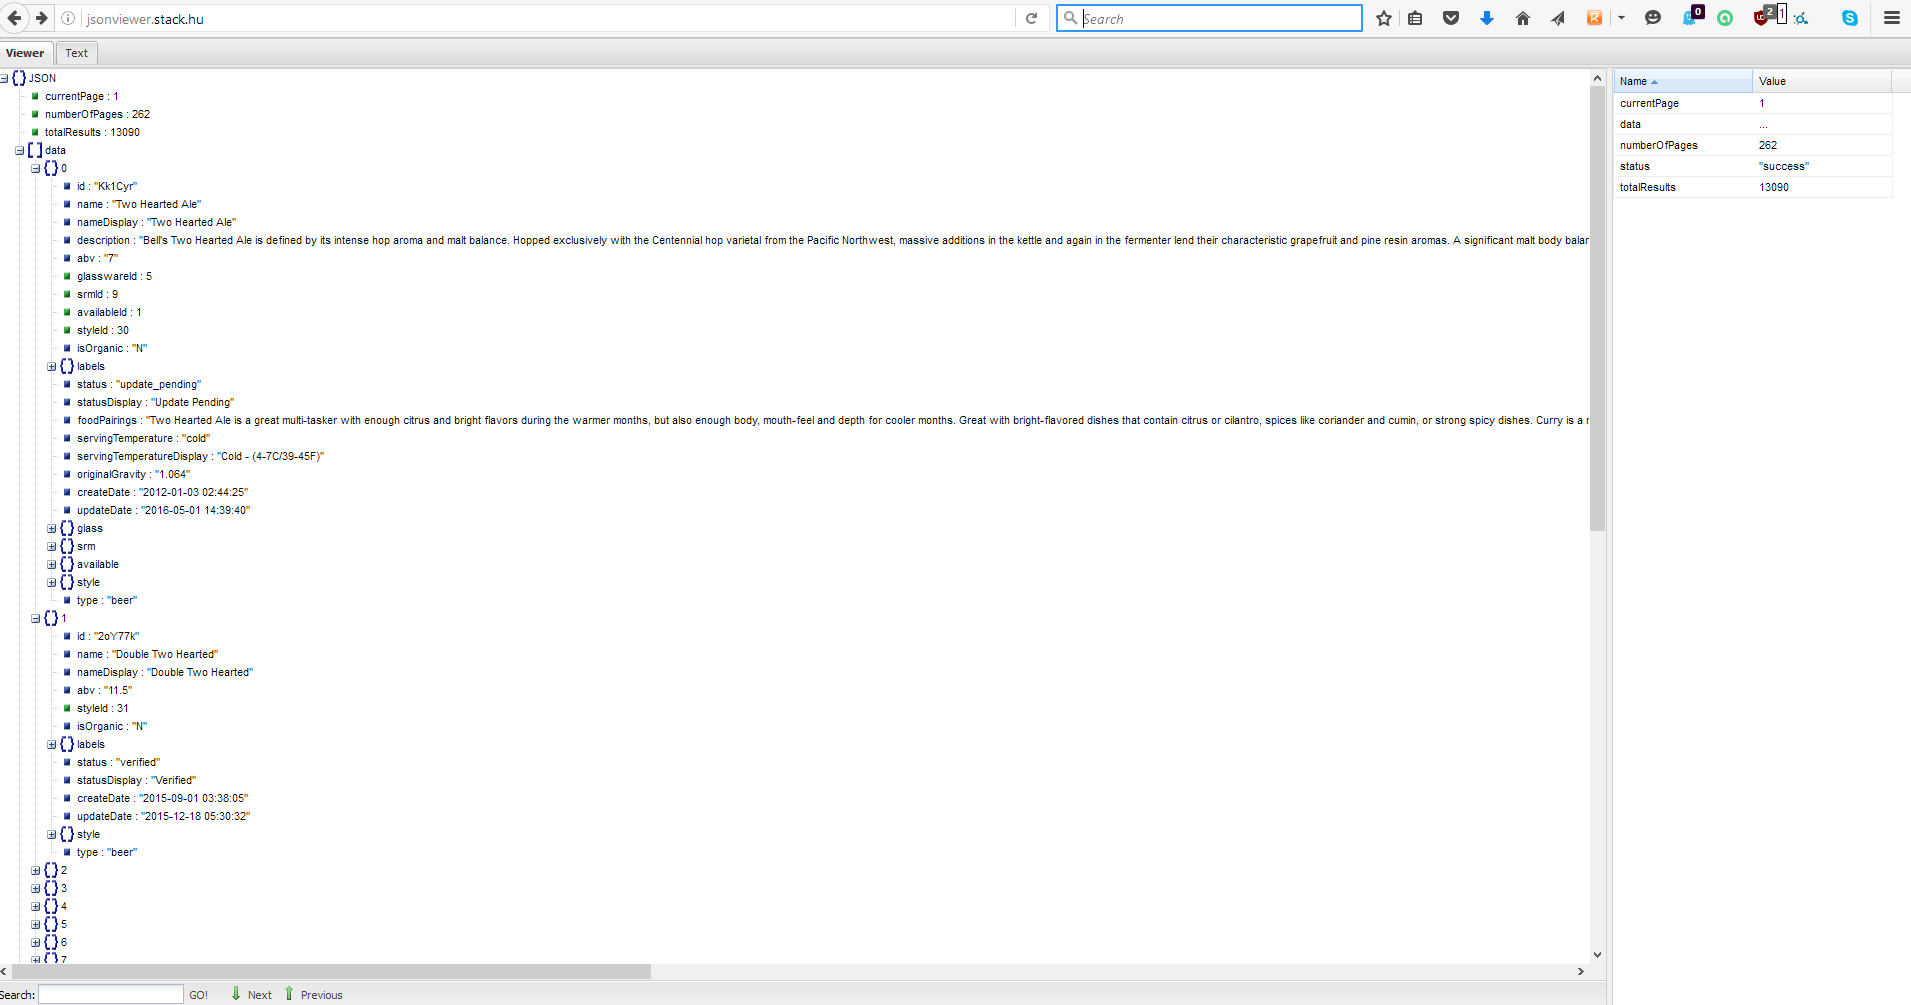 jsonviewer.stack.hu
Search
0
2
1
Viewer
Text
JSON
currentPage : 1
numberOfPages : 262
totalResults : 13090
data
0
id : "Kk1Cyr"
name : "Two Hearted Ale"
nameDisplay : "Two Hearted Ale"
description : "Bell's Two Hearted Ale is defined by its intense hop aroma and malt balance. Hopped exclusively with the Centennial hop varietal from the Pacific Northwest, massive additions in the kettle and again in the fermenter lend their characteristic grapefruit and pine resin aromas. A significant malt body balar
abv : "7"
glasswareId : 5
srmId : 9
availableId : 1
styleId : 30
isOrganic : "N"
labels
status : "update_pending"
statusDisplay : "Update Pending"
foodPairings : "Two Hearted Ale is a great multi-tasker with enough citrus and bright flavors during the warmer months, but also enough body, mouth-feel and depth for cooler months. Great with bright-flavored dishes that contain citrus or cilantro, spices like coriander and cumin, or strong spicy dishes. Curry is a r
servingTemperature : "cold"
servingTemperatureDisplay : "Cold - (4-7C/39-45F)"
originalGravity : "1.064"
createDate : "2012-01-03 02:44:25"
updateDate : "2016-05-01 14:39:40"
glass
srm
available
style
type : "beer"
1
id : "2oY77k"
name : "Double Two Hearted"
nameDisplay : "Double Two Hearted"
abv : "11.5"
styleId : 31
isOrganic : "N"
labels
status : "verified"
statusDisplay : "Verified"
createDate : "2015-09-01 03:38:05"
updateDate : "2015-12-18 05:30:32"
style
type : "beer"
2
3
4
5
6
7
Search: GO! Next Previous
Name Value
currentPage 1
data ...
numberOfPages 262
status "success"
totalResults 13090